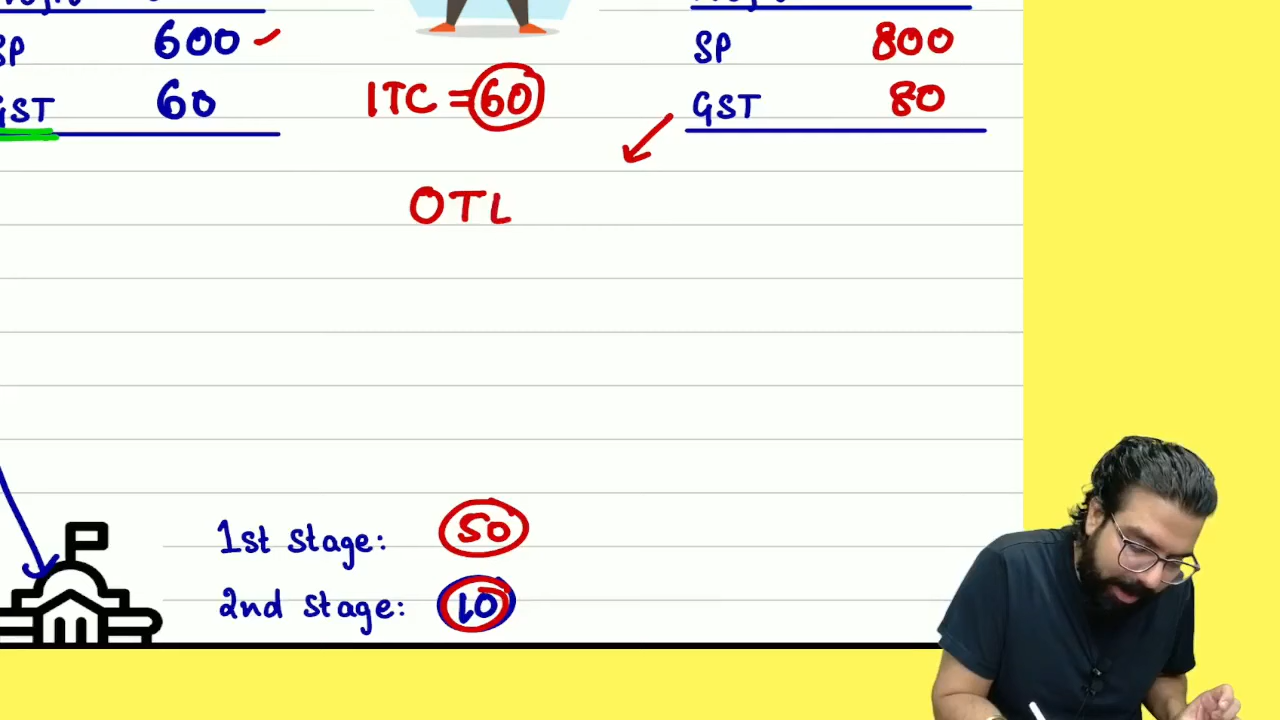 SP 600
GST 60
ITC = 60
OTL
SP 800
GST 80
1st stage: 50
2nd stage: 10